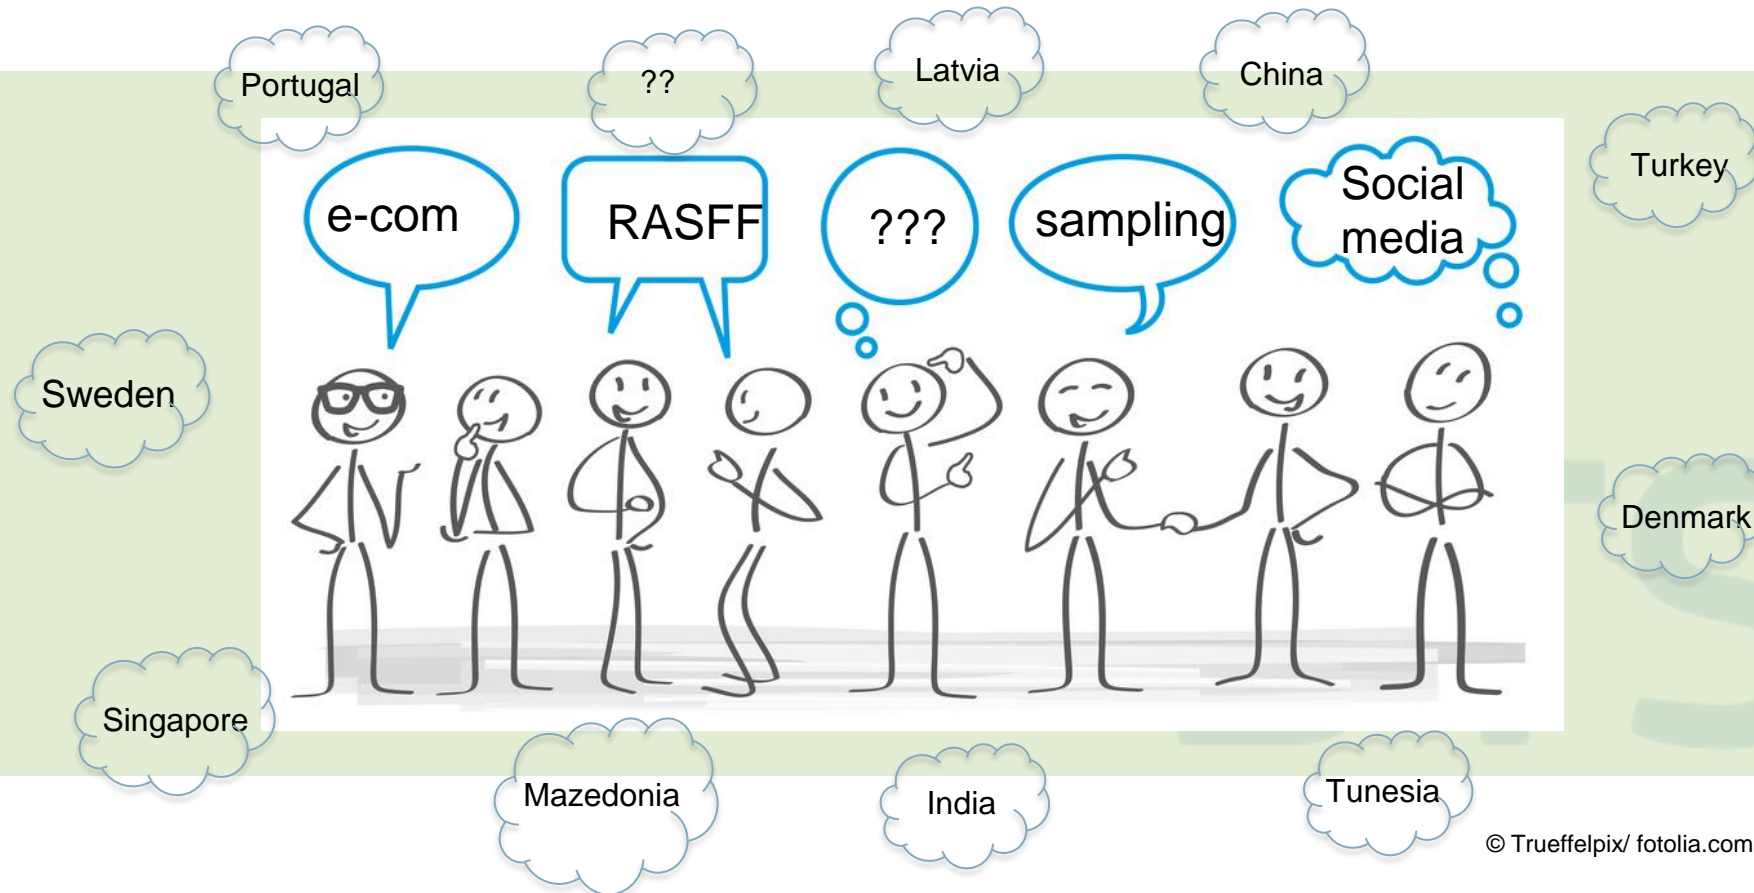 Portugal
??
Latvia
China
Turkey
e-com
RASFF
???
sampling
Social
media
Sweden
Denmark
Singapore
Mazedonia
India
Tunesia
© Trueffelpix/ fotolia.com